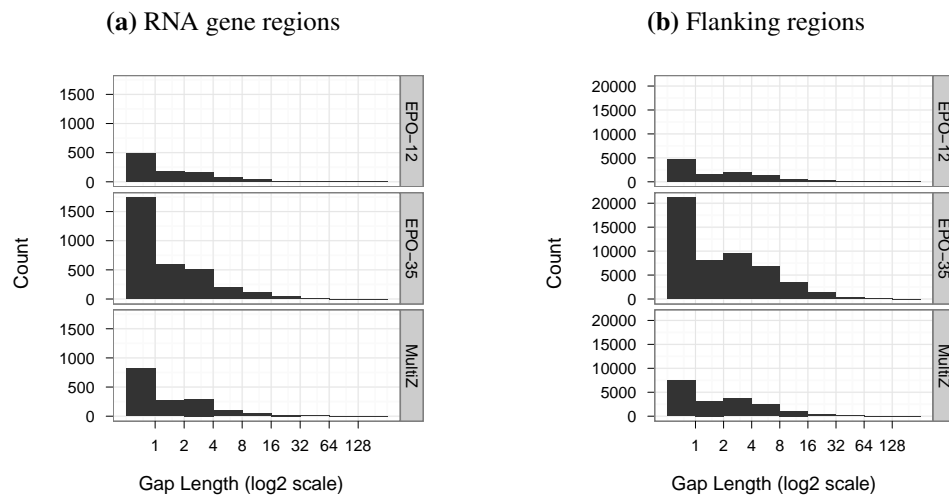 (a) RNA gene regions
1500
1000
500
0
EPO−12
1500
1000
500
0
EPO−35
1500
1000
500
0
MultiZ
Count
1 2 4 8 16 32 64 128
Gap Length (log2 scale)
(b) Flanking regions
20000
15000
10000
5000
0
EPO−12
20000
15000
10000
5000
0
EPO−35
20000
15000
10000
5000
0
MultiZ
Count
1 2 4 8 16 32 64 128
Gap Length (log2 scale)